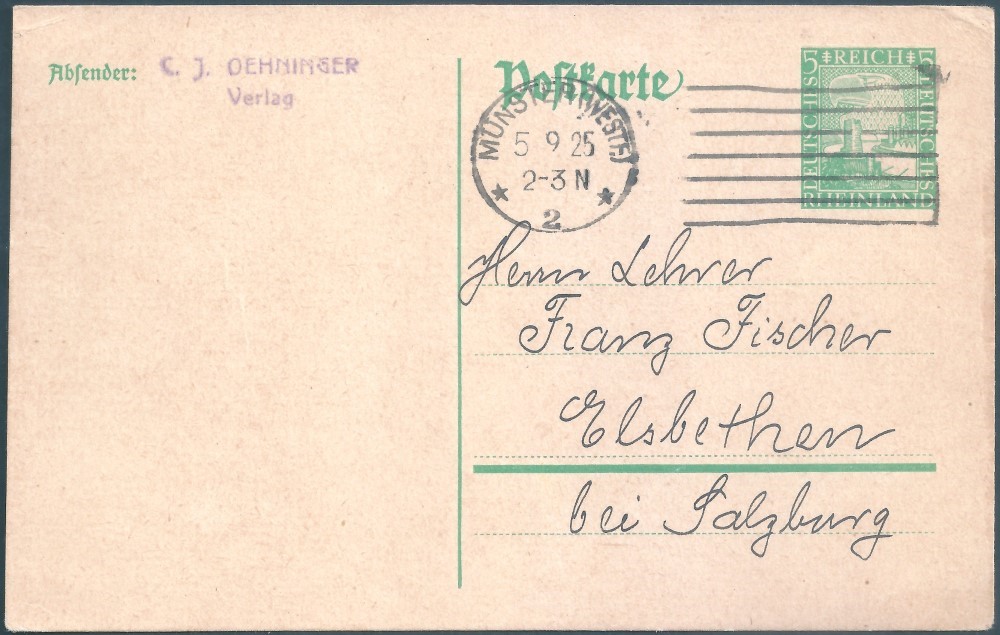 Absender: C. J. OEHNINGER
Verlag
Postkarte
MÜNSTER (WESTF)
5 9 25
2-3 N
2
5 REICH 5
DEUTSCHES
DEUTSCHES
RHEINLAND
Herrn Lehrer
Franz Fischer
Elsbethen
bei Salzburg